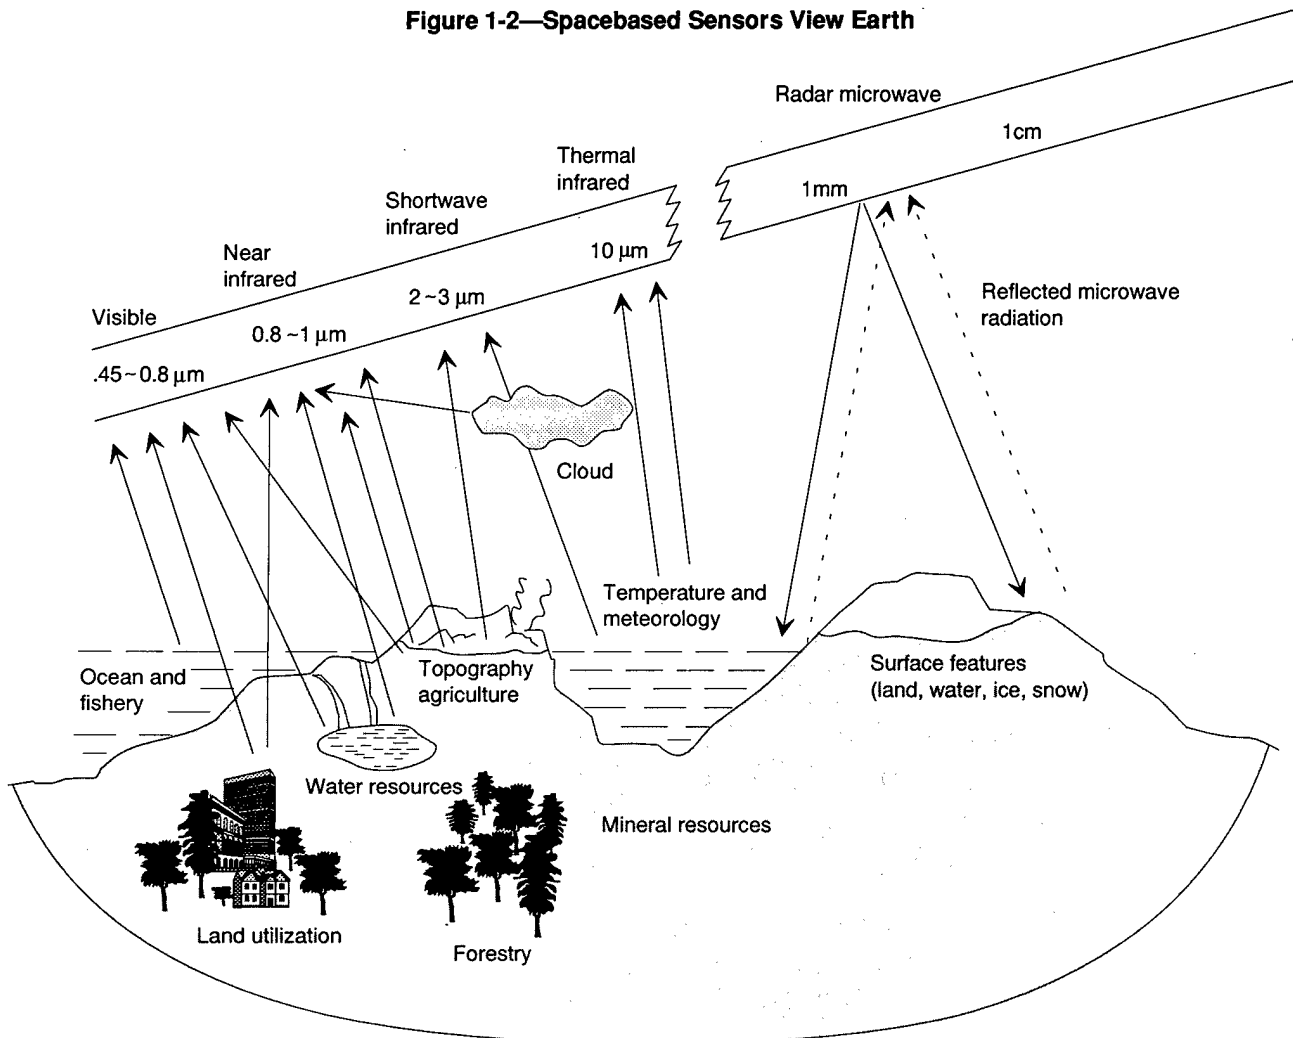 Figure 1-2—Spacebased Sensors View Earth
Radar microwave
1cm
1mm
Thermal
infrared
Shortwave
infrared
Near
infrared
Visible
10 μm
2~3 μm
0.8~1 μm
.45~0.8 μm
Reflected microwave
radiation
Cloud
Temperature and
meteorology
Ocean and
fishery
Topography
agriculture
Surface features
(land, water, ice, snow)
Water resources
Mineral resources
Land utilization
Forestry